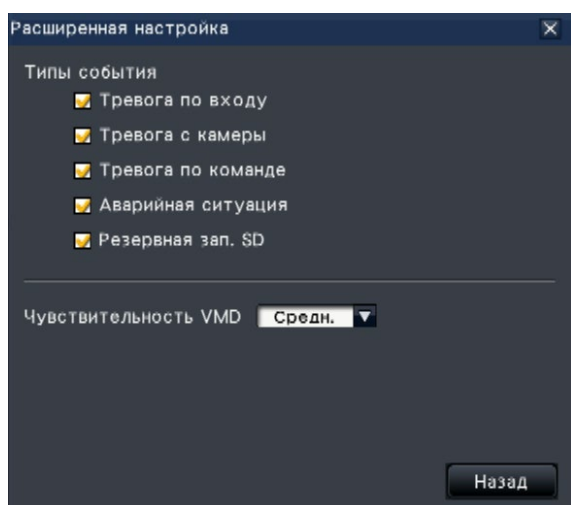 Расширенная настройка
Типы события
Тревога по входу
Тревога с камеры
Тревога по команде
Аварийная ситуация
Резервная зап. SD
Чувствительность VMD Средн.
Назад